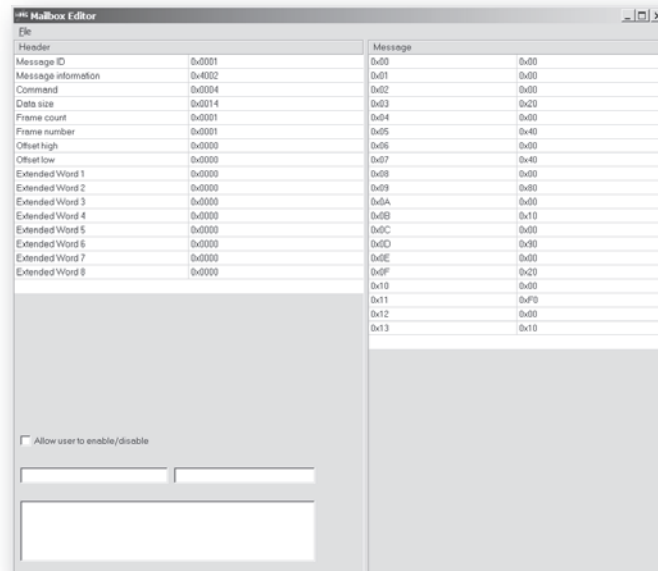 Mailbox Editor
File
Header
Message ID 0x0001
Message information 0x4002
Command 0x0004
Data size 0x0014
Frame count 0x0001
Frame number 0x0001
Offset high 0x0000
Offset low 0x0000
Extended Word 1 0x0000
Extended Word 2 0x0000
Extended Word 3 0x0000
Extended Word 4 0x0000
Extended Word 5 0x0000
Extended Word 6 0x0000
Extended Word 7 0x0000
Extended Word 8 0x0000
Allow user to enable/disable
Message
0x00 0x00
0x01 0x00
0x02 0x00
0x03 0x20
0x04 0x00
0x05 0x40
0x06 0x00
0x07 0x40
0x08 0x00
0x09 0x80
0x0A 0x00
0x0B 0x10
0x0C 0x00
0x0D 0x90
0x0E 0x00
0x0F 0x20
0x10 0x00
0x11 0xF0
0x12 0x00
0x13 0x10